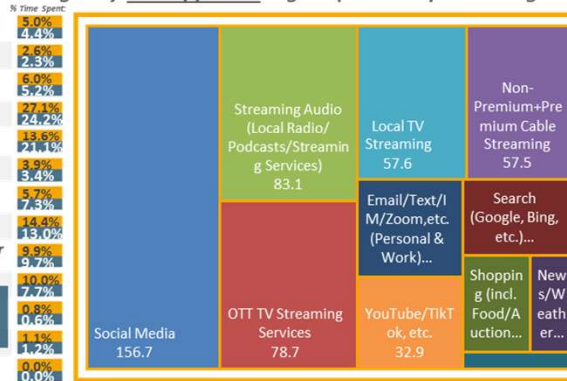 % Time Spent:
5.0%
4.4%
2.6%
2.3%
6.0%
5.2%
27.1%
24.2%
13.6%
21.1%
3.9%
3.4%
5.7%
7.3%
14.4%
13.0%
9.9%
9.7%
10.0%
7.7%
0.8%
0.6%
1.1%
1.2%
0.0%
0.0%
Social Media
156.7
Streaming Audio
(Local Radio/
Podcasts/Streamin
g Services)
83.1
OTT TV Streaming
Services
78.7
Local TV
Streaming
57.6
Non-
Premium+Pre
mium Cable
Streaming
57.5
Email/Text/I
M/Zoom,etc.
(Personal &
Work)...
Search
(Google, Bing,
etc.)...
YouTube/TikT
ok, etc.
32.9
Shoppin
g (incl.
Food/A
uction...
New
s/W
eath
er...